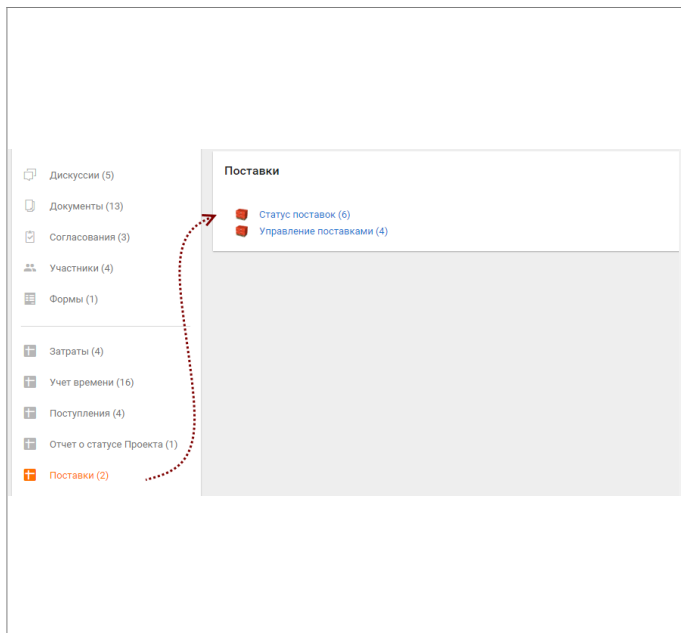 Дискуссии (5)
Документы (13)
Согласования (3)
Участники (4)
Формы (1)
Затраты (4)
Учет времени (16)
Поступления (4)
Отчет о статусе Проекта (1)
Поставки (2)
Поставки
Статус поставок (6)
Управление поставками (4)